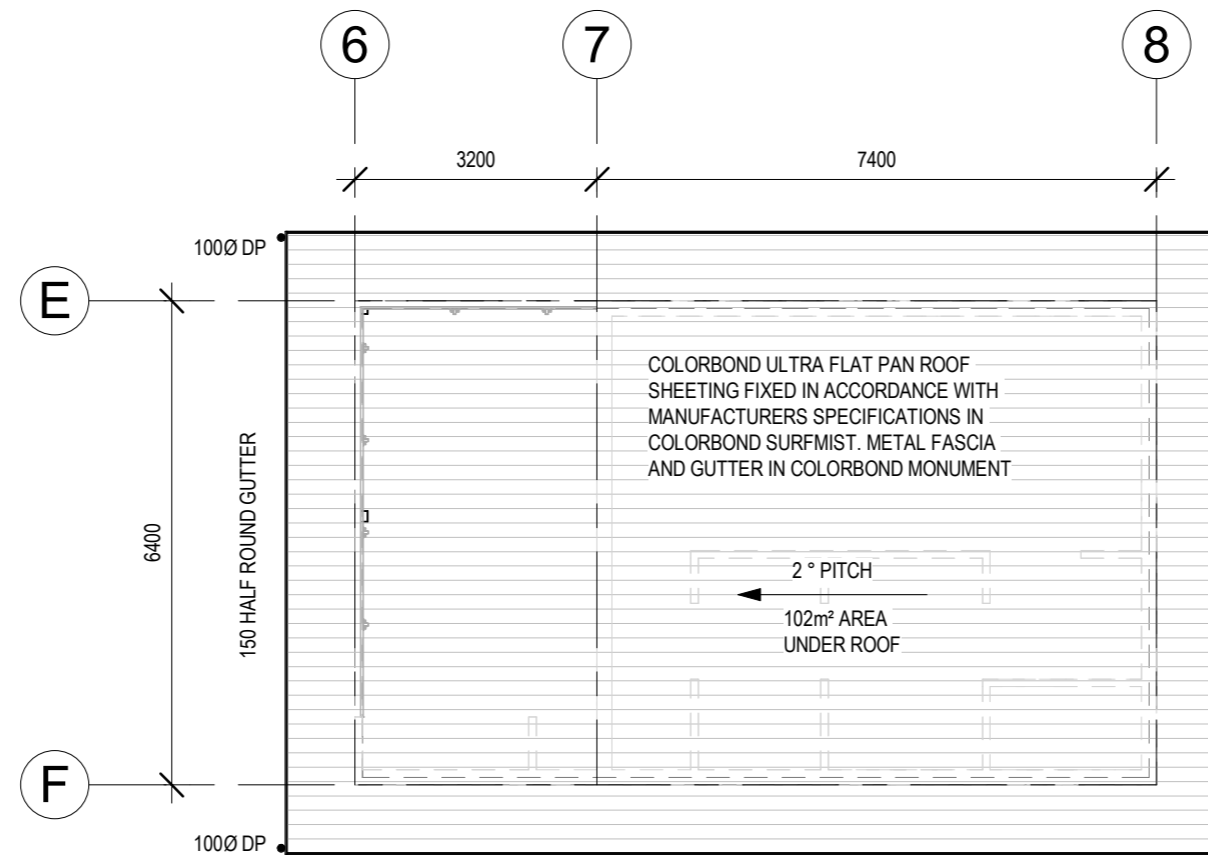 6
7
8
3200
7400
100Ø DP
E
COLORBOND ULTRA FLAT PAN ROOF
SHEETING FIXED IN ACCORDANCE WITH
MANUFACTURERS SPECIFICATIONS IN
COLORBOND SURFMIST. METAL FASCIA
AND GUTTER IN COLORBOND MONUMENT
150 HALF ROUND GUTTER
6400
2 ° PITCH
102m² AREA
UNDER ROOF
F
100Ø DP